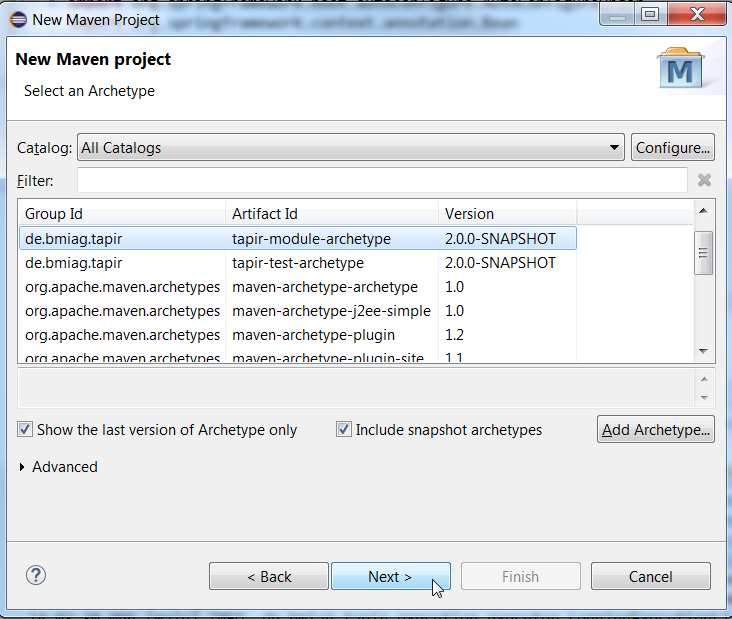 New Maven Project
New Maven project
Select an Archetype
M
Catalog: All Catalogs Configure...
Filter:
Group Id Artifact Id Version
de.bmiag.tapir tapir-module-archetype 2.0.0-SNAPSHOT
de.bmiag.tapir tapir-test-archetype 2.0.0-SNAPSHOT
org.apache.maven.archetypes maven-archetype-archetype 1.0
org.apache.maven.archetypes maven-archetype-j2ee-simple 1.0
org.apache.maven.archetypes maven-archetype-plugin 1.2
org.apache.maven.archetypes maven-archetype-plugin-site 1.1
Show the last version of Archetype only Include snapshot archetypes Add Archetype...
Advanced
? < Back Next > Finish Cancel